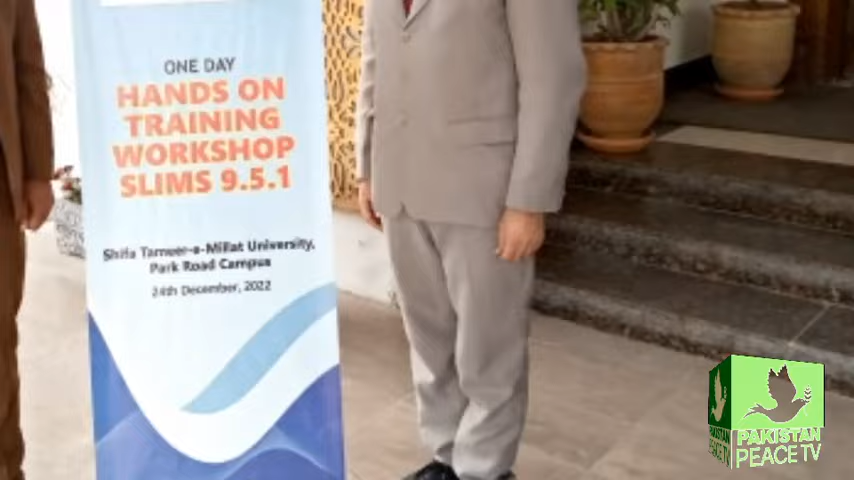 ONE DAY
HANDS ON
TRAINING
WORKSHOP
SLIMS 9.5.1
Shifa Tameer-e-Millat University,
Park Road Campus
24th December, 2022
PAKISTAN
PEACE TV